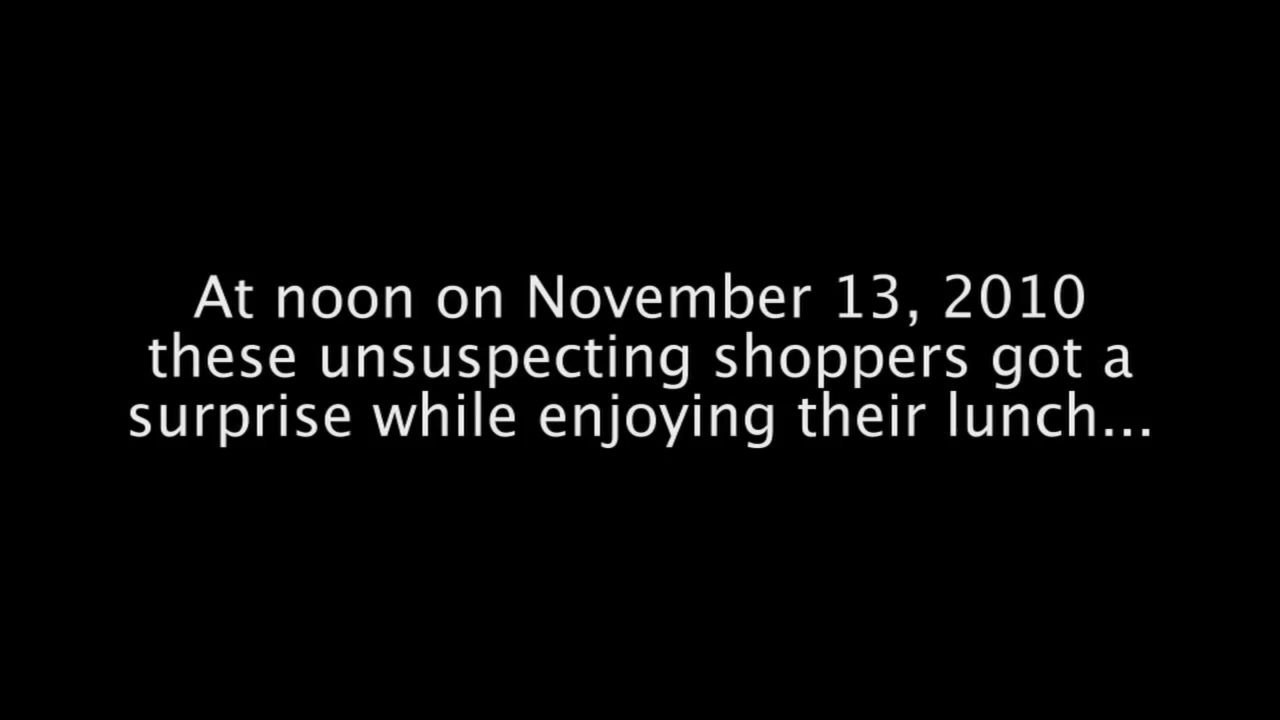 At noon on November 13, 2010
these unsuspecting shoppers got a
surprise while enjoying their lunch...